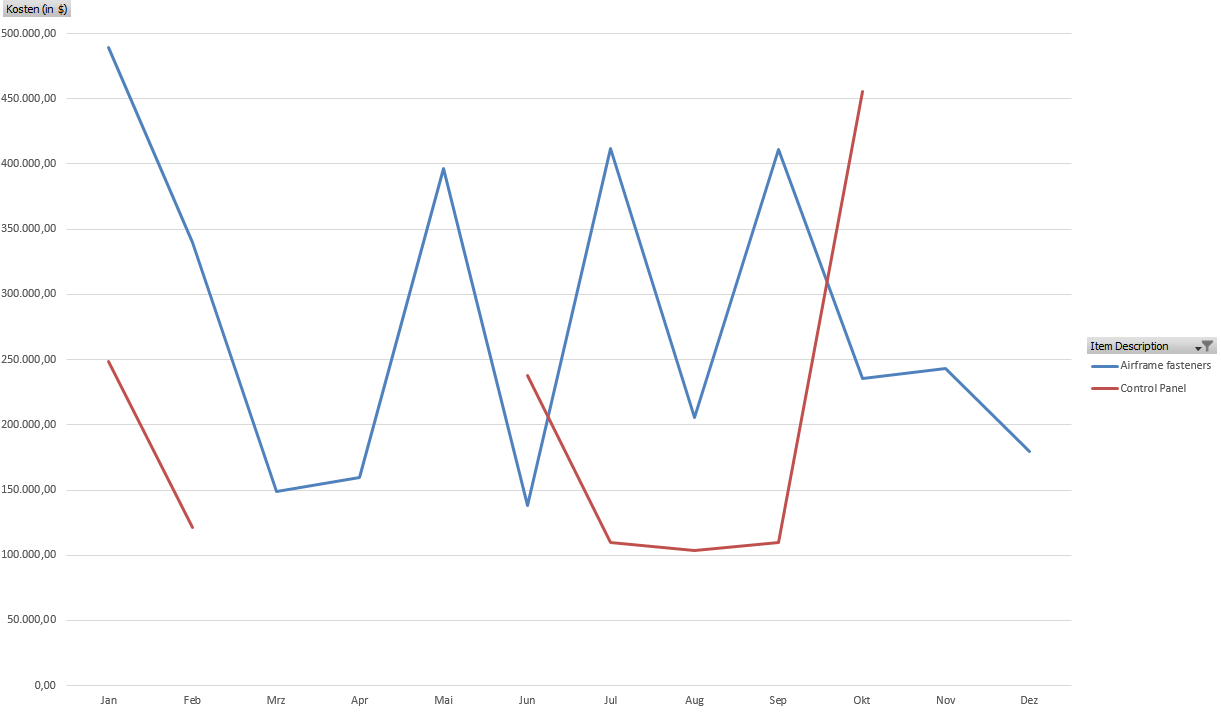 Kosten (in $)
500.000,00
450.000,00
400.000,00
350.000,00
300.000,00
250.000,00
200.000,00
150.000,00
100.000,00
50.000,00
0,00
Jan Feb Mrz Apr Mai Jun Jul Aug Sep Okt Nov Dez
Item Description
Airframe fasteners
Control Panel